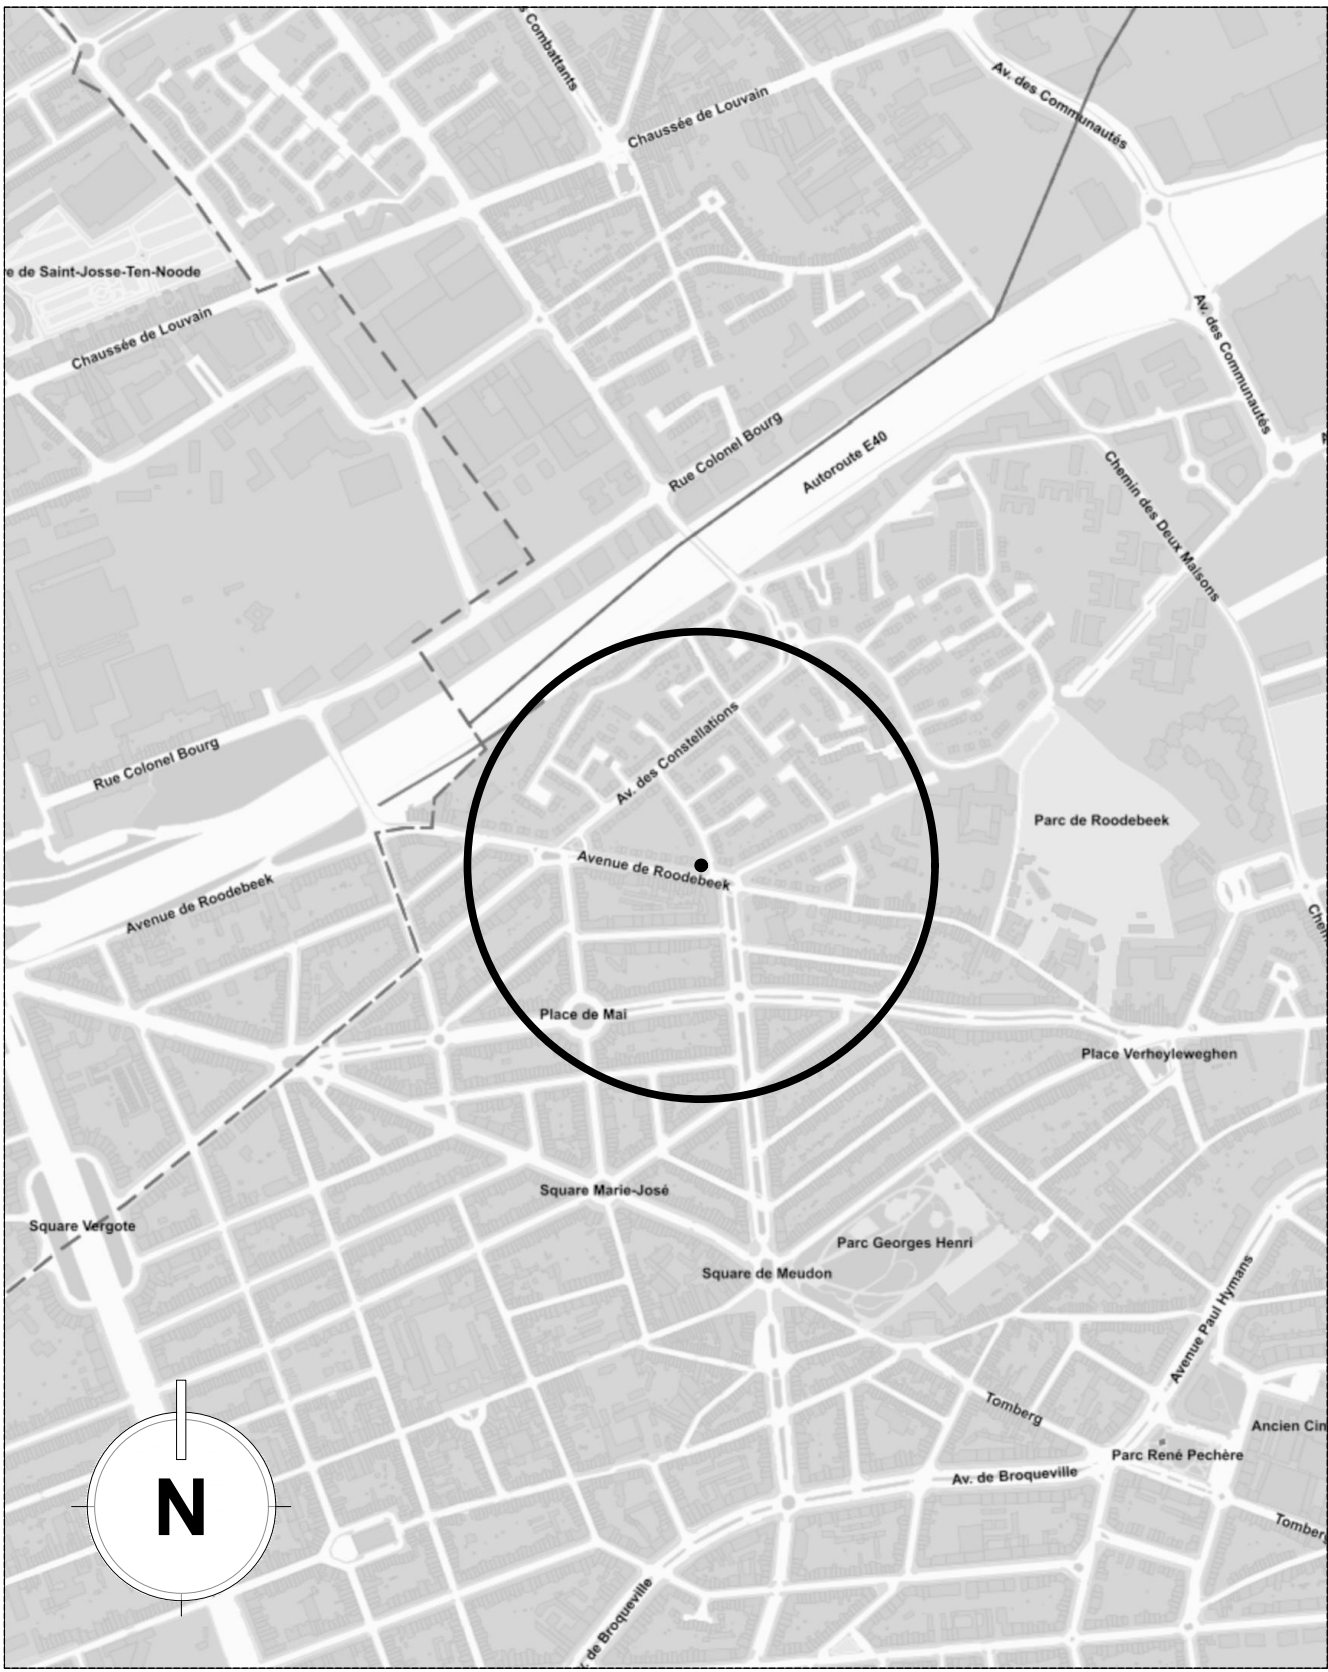 Combattants
Chaussée de Louvain
Av. des Communautés
re de Saint-Josse-Ten-Noode
Chaussée de Louvain
Av. des Communautés
Rue Colonel Bourg
Autoroute E40
Chemin des Deux Maisons
Rue Colonel Bourg
Av. des Constellations
Parc de Roodebeek
Avenue de Roodebeek
Avenue de Roodebeek
Chem
Place de Mai
Place Verheyleweghen
Square Marie-José
Square Vergote
Parc Georges Henri
Square de Meudon
Avenue Paul Hymans
Tomberg
Ancien Cin
Parc René Pechère
Av. de Broqueville
N
Tomberg
. de Broqueville